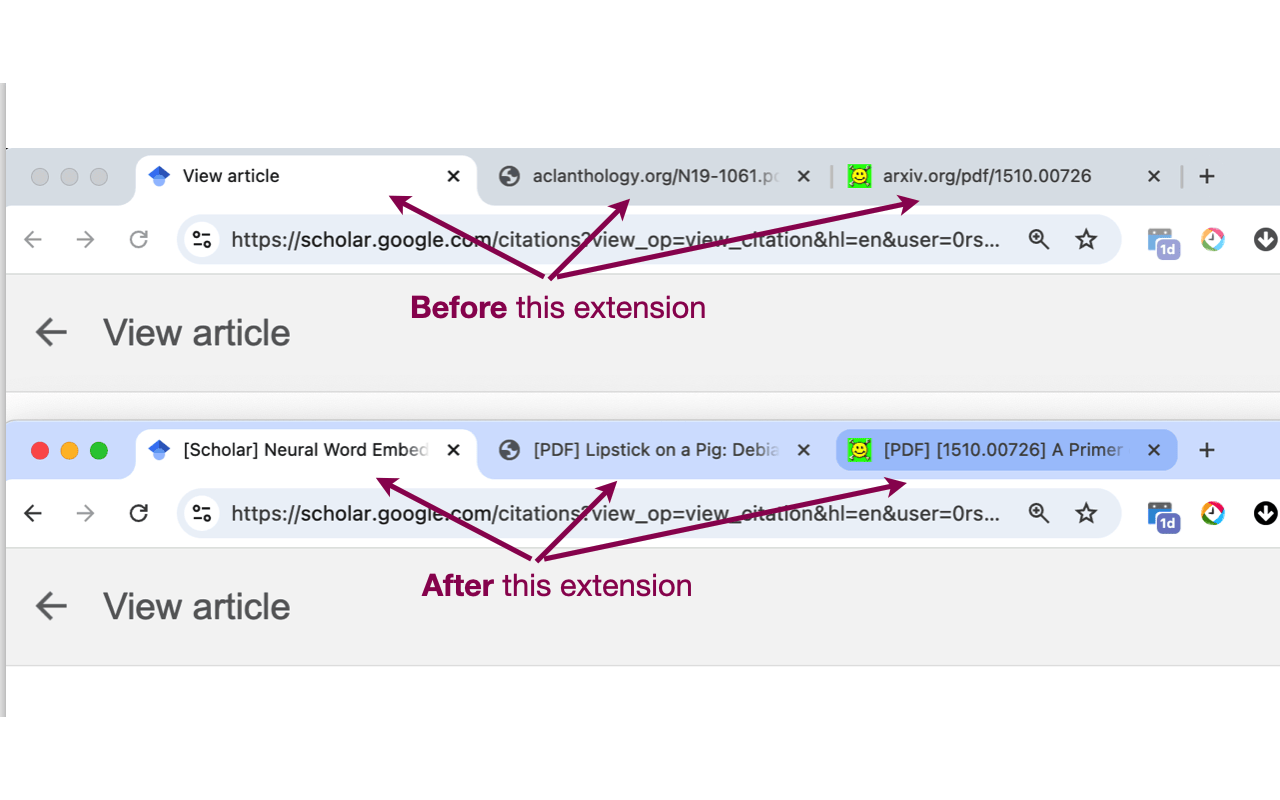 View article
aclanthology.org/N19-1061.pc
arxiv.org/pdf/1510.00726
https://scholar.google.com/citations?view_op=view_citation&hl=en&user=0rs...
1d
Before this extension
View article
[Scholar] Neural Word Embed
[PDF] Lipstick on a Pig: Debia
[PDF] [1510.00726] A Primer
https://scholar.google.com/citations?view_op=view_citation&hl=en&user=0rs...
1d
After this extension
View article